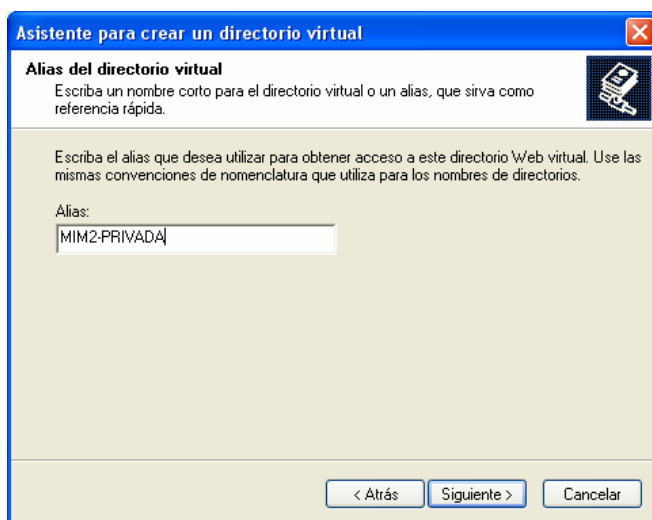 Asistente para crear un directorio virtual
Alias del directorio virtual
Escriba un nombre corto para el directorio virtual o un alias, que sirva como
referencia rápida.
Escriba el alias que desea utilizar para obtener acceso a este directorio Web virtual. Use las
mismas convenciones de nomenclatura que utiliza para los nombres de directorios.
Alias:
MIM2-PRIVADA
< Atrás Siguiente > Cancelar